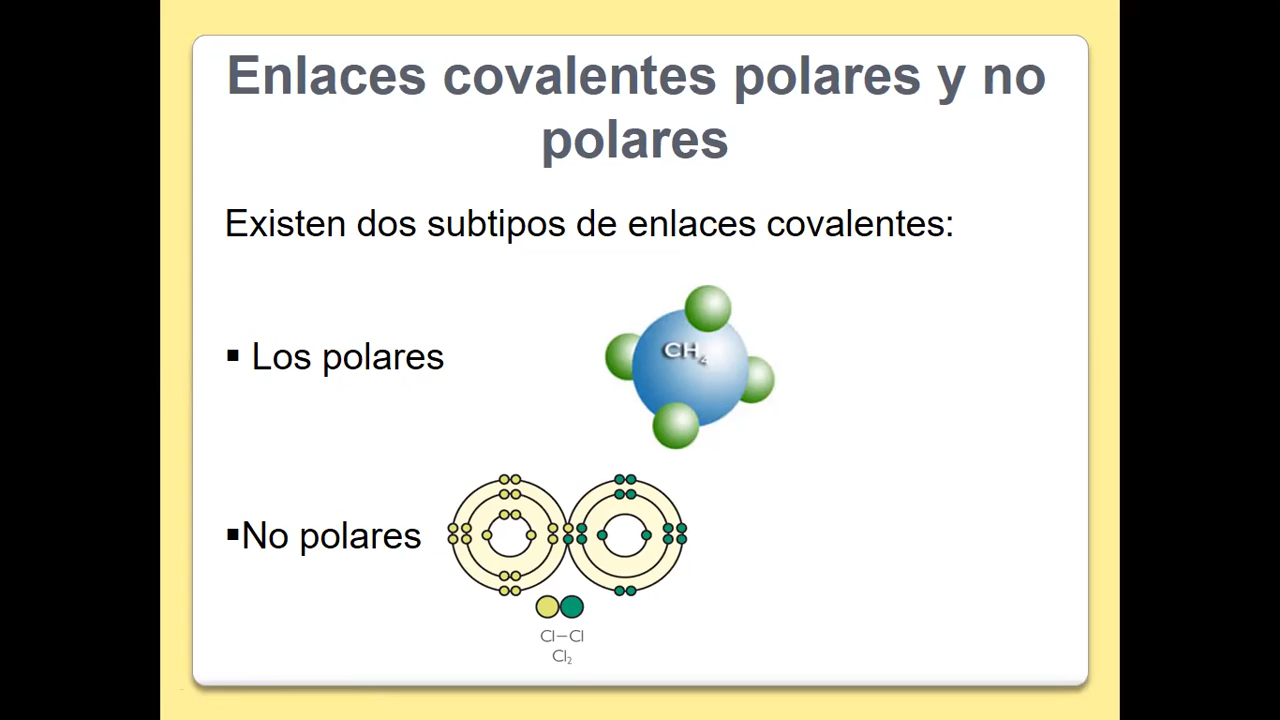 Enlaces covalentes polares y no
polares
Existen dos subtipos de enlaces covalentes:
▪ Los polares
CH₄
▪No polares
Cl–Cl
Cl₂